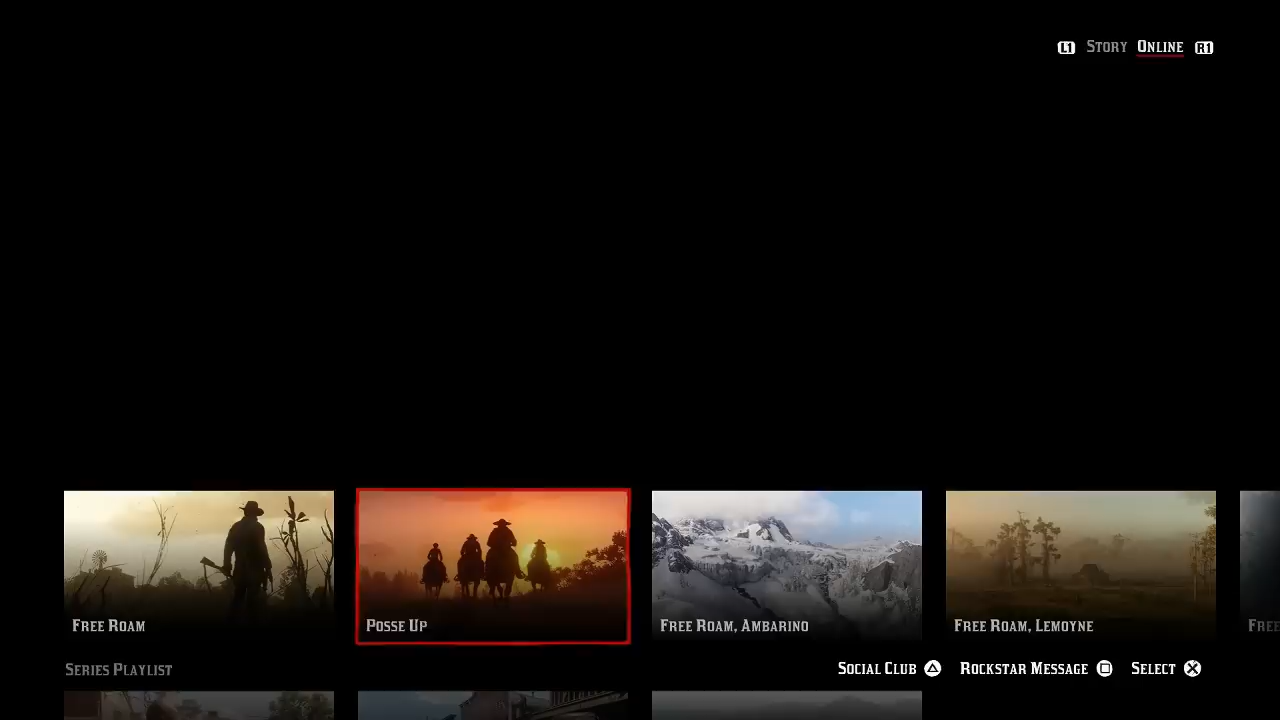 L1 STORY ONLINE R1
FREE ROAM
POSSE UP
FREE ROAM, AMBARINO
FREE ROAM, LEMOYNE
FREE
SERIES PLAYLIST
SOCIAL CLUB
ROCKSTAR MESSAGE
SELECT